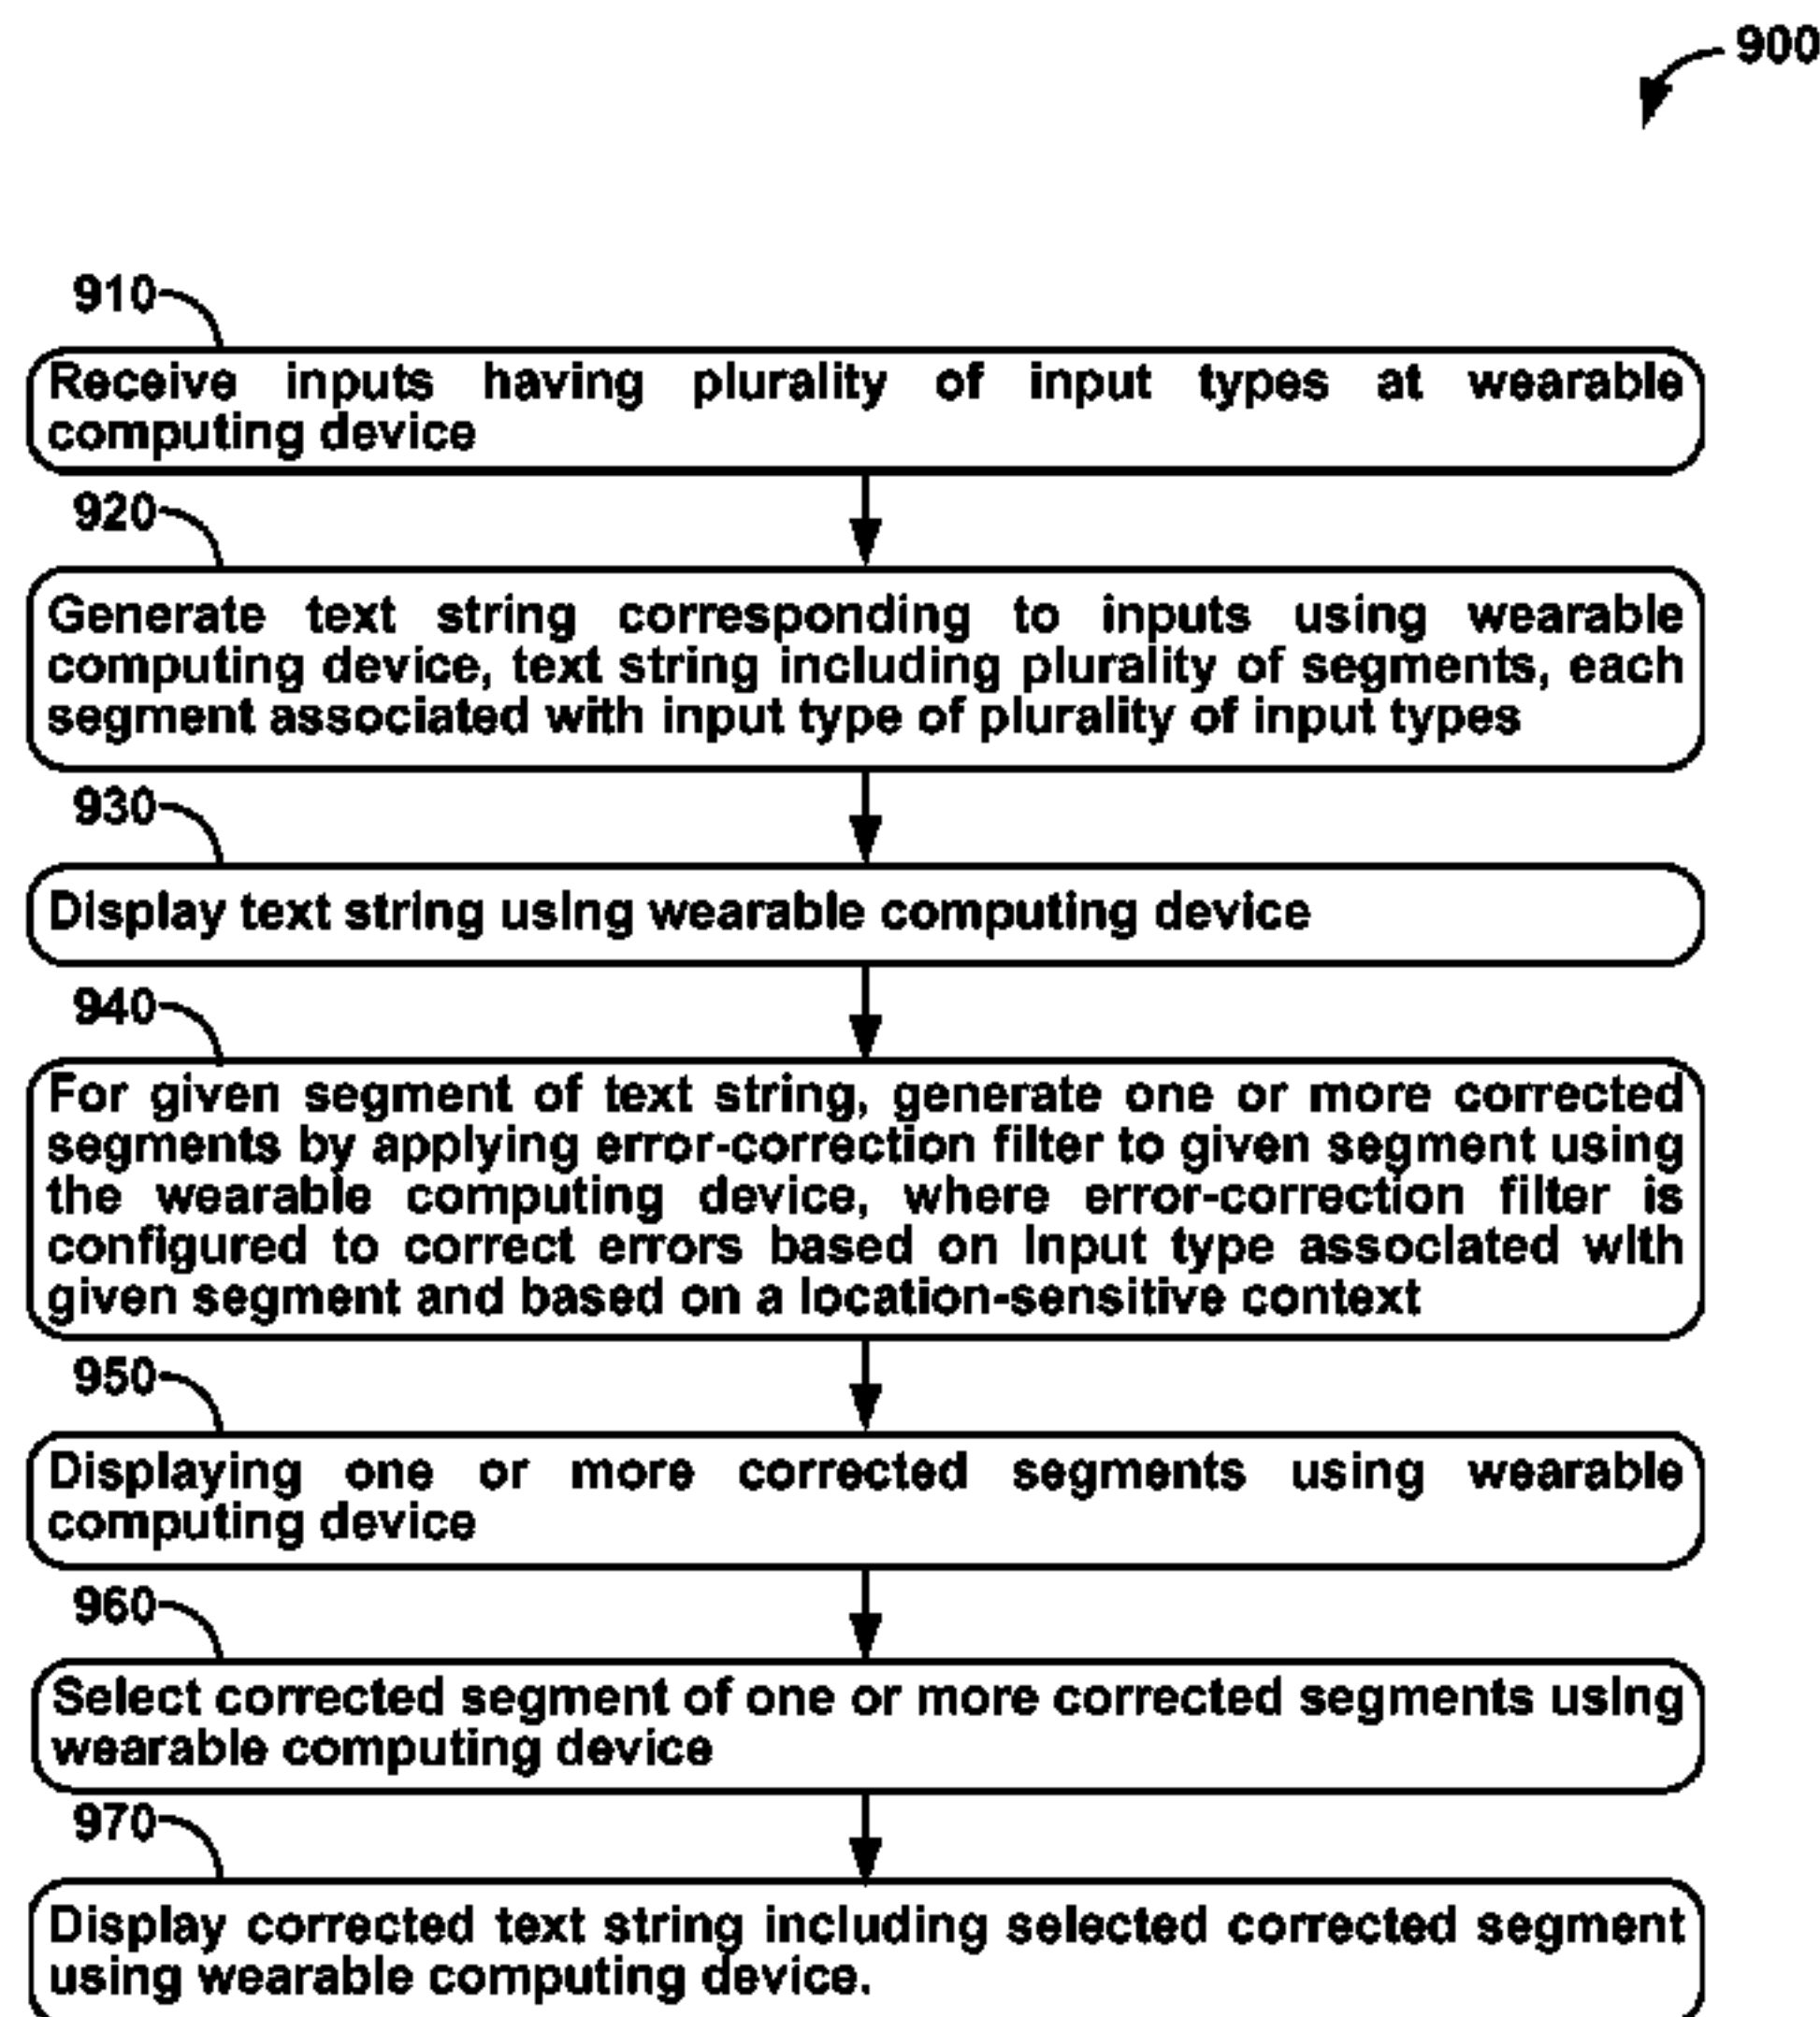 900
910
Receive inputs having plurality of input types at wearable
computing device
920
Generate text string corresponding to inputs using wearable
computing device, text string including plurality of segments, each
segment associated with input type of plurality of input types
930
Display text string using wearable computing device
940
For given segment of text string, generate one or more corrected
segments by applying error-correction filter to given segment using
the wearable computing device, where error-correction filter is
configured to correct errors based on input type associated with
given segment and based on a location-sensitive context
950
Displaying one or more corrected segments using wearable
computing device
960
Select corrected segment of one or more corrected segments using
wearable computing device
970
Display corrected text string including selected corrected segment
using wearable computing device.